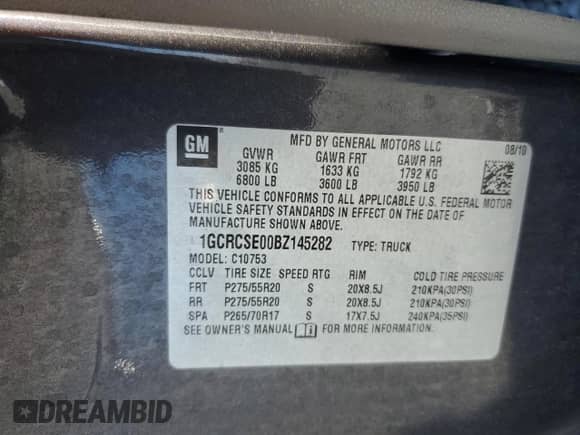 GM
MFD BY GENERAL MOTORS LLC 08/10
GVWR GAWR FRT GAWR RR
3085 KG 1633 KG 1792 KG
6800 LB 3600 LB 3950 LB
THIS VEHICLE CONFORMS TO ALL APPLICABLE U.S. FEDERAL MOTOR
VEHICLE SAFETY STANDARDS IN EFFECT ON THE DATE OF
MANUFACTURE SHOWN ABOVE.
1GCRCSE00BZ145282 TYPE: TRUCK
MODEL: C10753
CCLV TIRE SIZE SPEED RTG RIM COLD TIRE PRESSURE
FRT P275/55R20 S 20X8.5J 210KPA(30PSI)
RR P275/55R20 S 20X8.5J 210KPA(30PSI)
SPA P265/70R17 S 17X7.5J 240KPA(35PSI)
SEE OWNER'S MANUAL FOR MORE INFORMATION.
DREAMBID